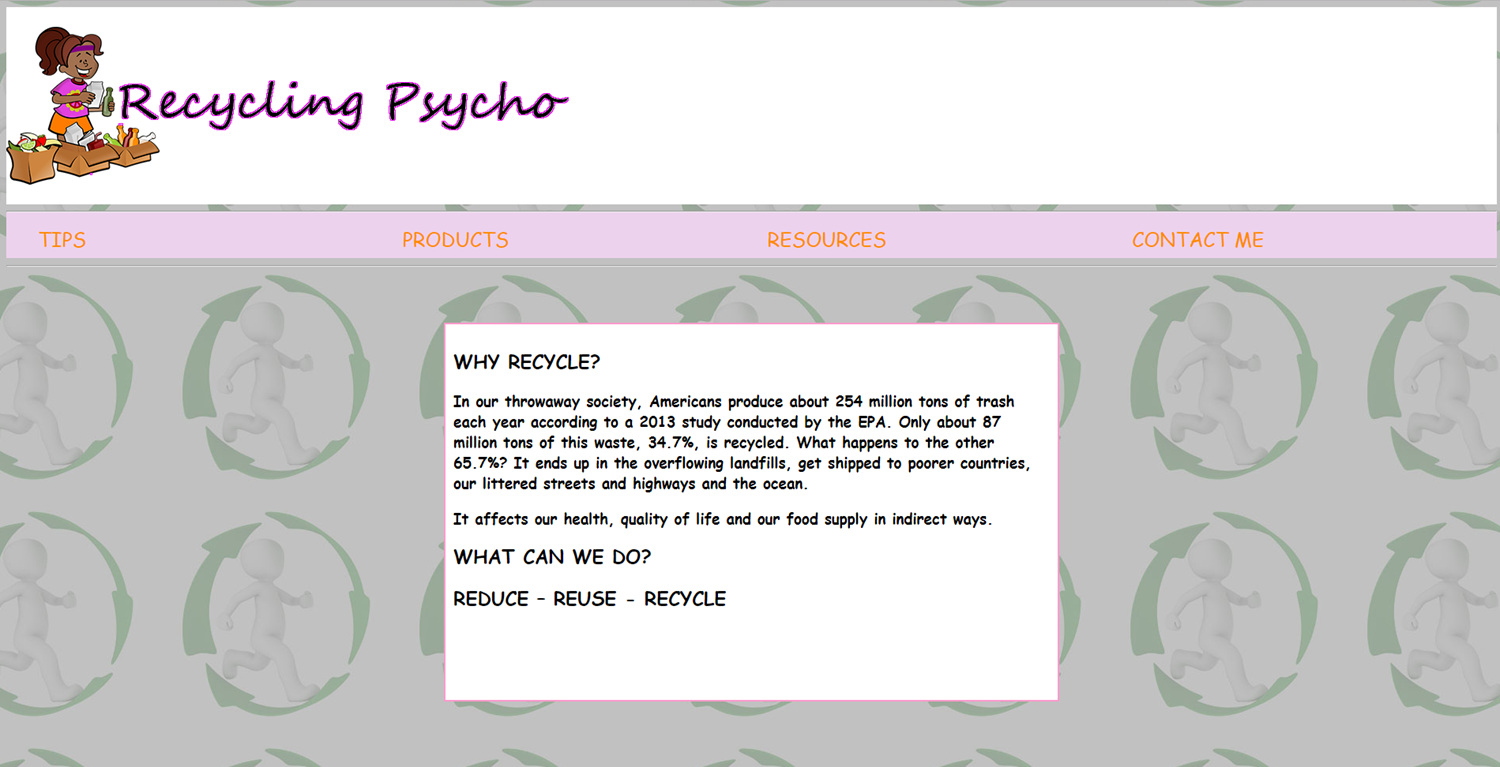 Recycling Psycho
TIPS PRODUCTS RESOURCES CONTACT ME
WHY RECYCLE?
In our throwaway society, Americans produce about 254 million tons of trash
each year according to a 2013 study conducted by the EPA. Only about 87
million tons of this waste, 34.7%, is recycled. What happens to the other
65.7%? It ends up in the overflowing landfills, get shipped to poorer countries,
our littered streets and highways and the ocean.
It affects our health, quality of life and our food supply in indirect ways.
WHAT CAN WE DO?
REDUCE - REUSE - RECYCLE